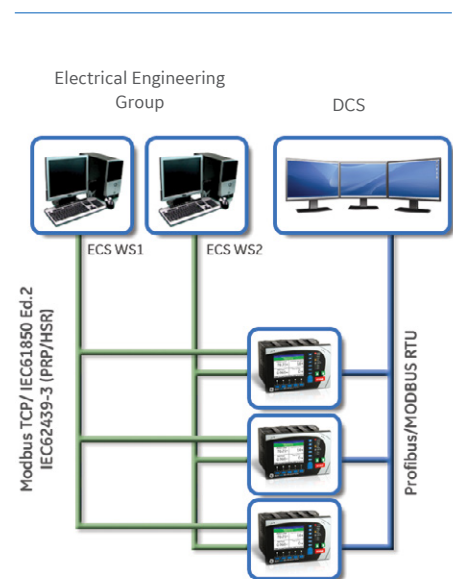 Electrical Engineering
Group
DCS
ECS WS1
ECS WS2
Modbus TCP/ IEC61850 Ed.2
IEC62439-3 (PRP/HSR)
Profibus/MODBUS RTU